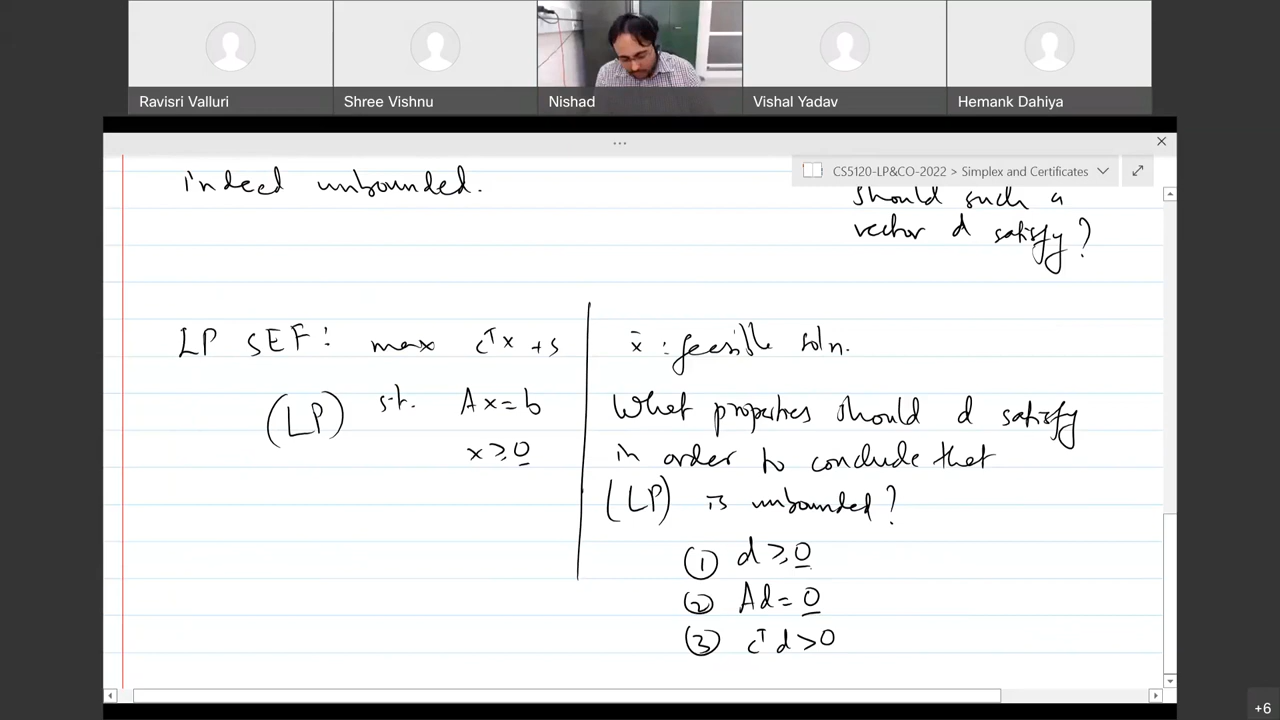 Ravisri Valluri
Shree Vishnu
Nishad
Vishal Yadav
Hemank Dahiya
CS5120-LP&CO-2022 > Simplex and Certificates
indeed unbounded.
should such a
vector d satisfy?
LP SEF: max cᵀx + s
(LP) s.t. Ax = b
x ≥ 0
x̄ : feasible soln.
What properties should d satisfy
in order to conclude that
(LP) is unbounded?
① d ≥ 0
② Ad = 0
③ cᵀd > 0
+6